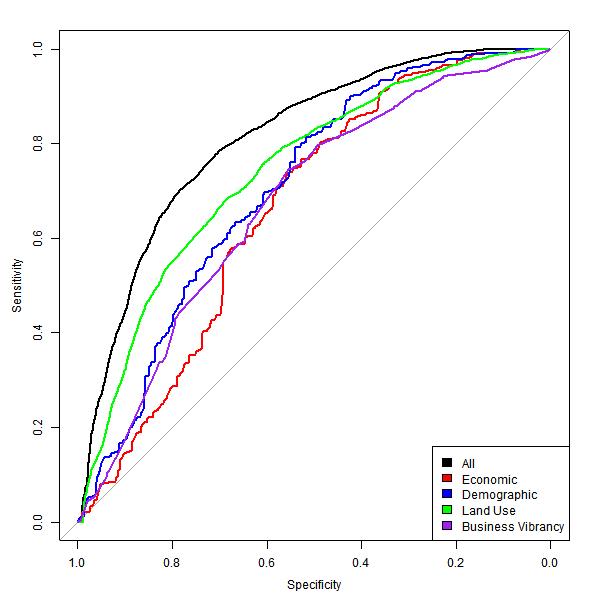 1.0
0.8
0.6
0.4
0.2
0.0
Sensitivity
All
Economic
Demographic
Land Use
Business Vibrancy
1.0 0.8 0.6 0.4 0.2 0.0
Specificity